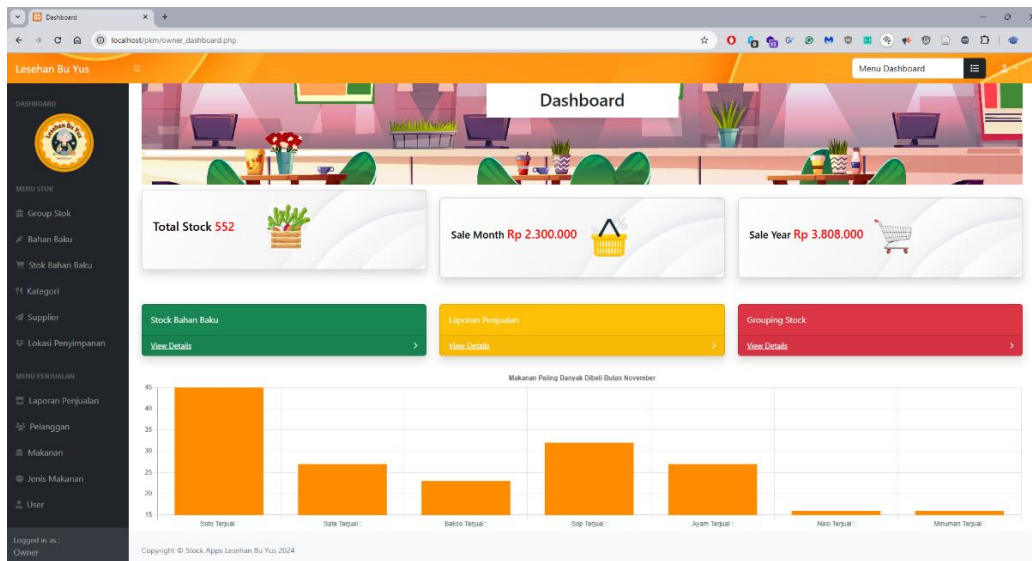 Dashboard
localhost/pkm/owner_dashboard.php
Lesehan Bu Yus
Menu Dashboard
DASHBOARD
Lesehan Bu Yus
MENU STOK
Group Stok
Bahan Baku
Stok Bahan Baku
Kategori
Supplier
Lokasi Penyimpanan
MENU PENJUALAN
Laporan Penjualan
Pelanggan
Makanan
Jenis Makanan
User
Logged in as :
Owner
Dashboard
Total Stock 552
Sale Month Rp 2.300.000
Sale Year Rp 3.808.000
Stock Bahan Baku
View Details
Laporan Penjualan
View Details
Grouping Stock
View Details
Makanan Paling Banyak Dibeli Bulan November
45
40
35
30
25
20
15
Soto Terjual :
Sate Terjual :
Bakso Terjual :
Sop Terjual :
Ayam Terjual :
Nasi Terjual :
Minuman Terjual :
Copyright © Stock Apps Lesehan Bu Yus 2024